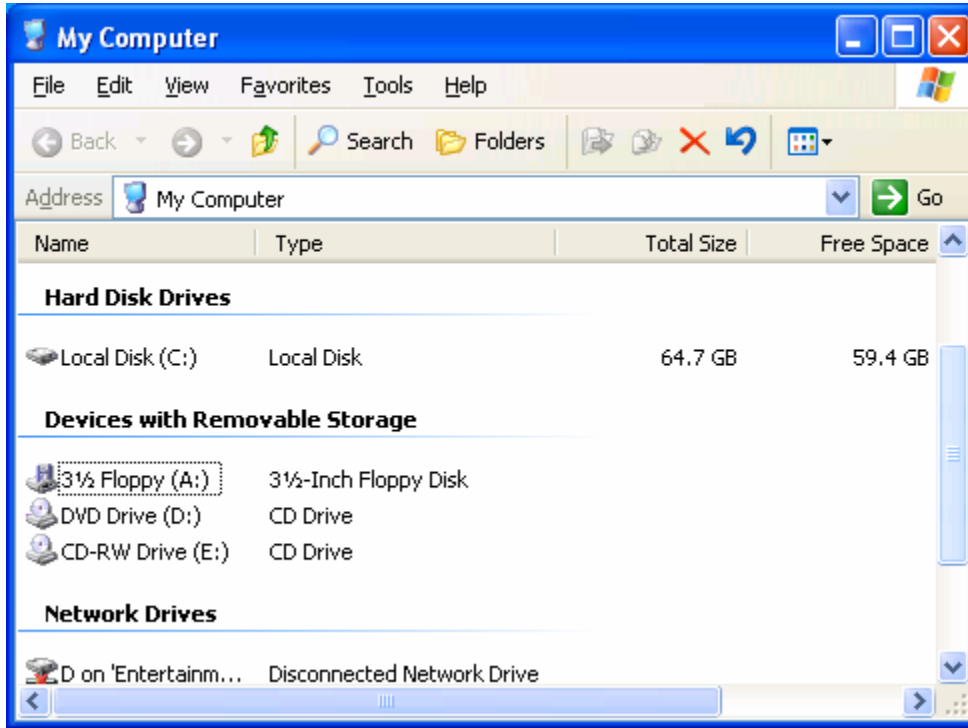 My Computer
File Edit View Favorites Tools Help
Back Search Folders
Address My Computer Go
Name Type Total Size Free Space
Hard Disk Drives
Local Disk (C:) Local Disk 64.7 GB 59.4 GB
Devices with Removable Storage
3½ Floppy (A:) 3½-Inch Floppy Disk
DVD Drive (D:) CD Drive
CD-RW Drive (E:) CD Drive
Network Drives
D on 'Entertainm... Disconnected Network Drive